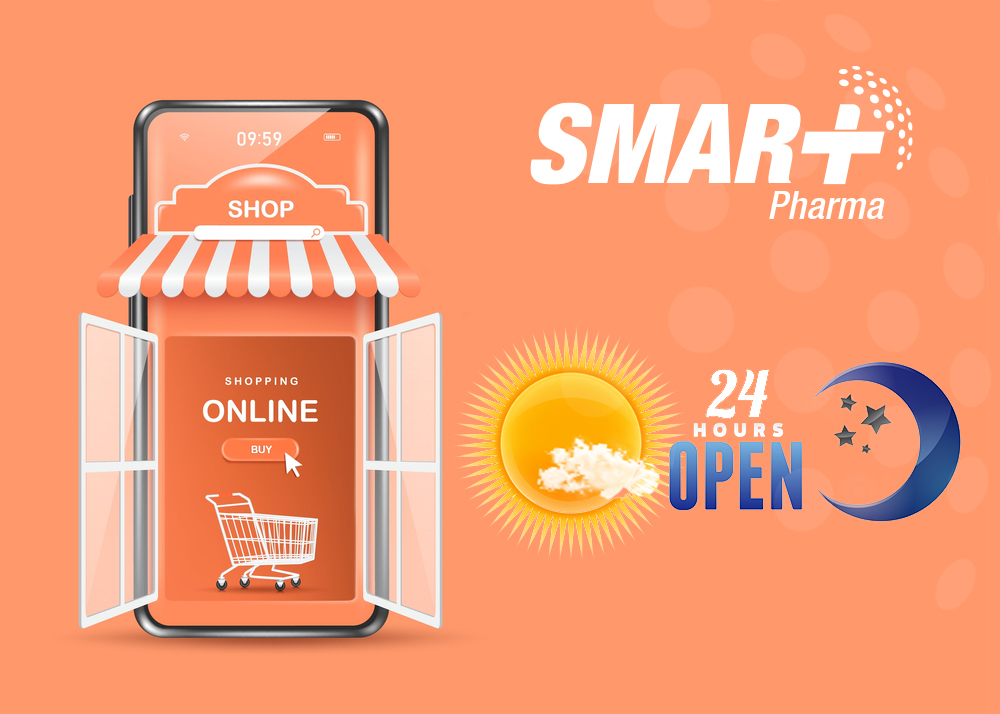 09:59
SHOP
SHOPPING
ONLINE
BUY
SMAR+
Pharma
24
HOURS
OPEN